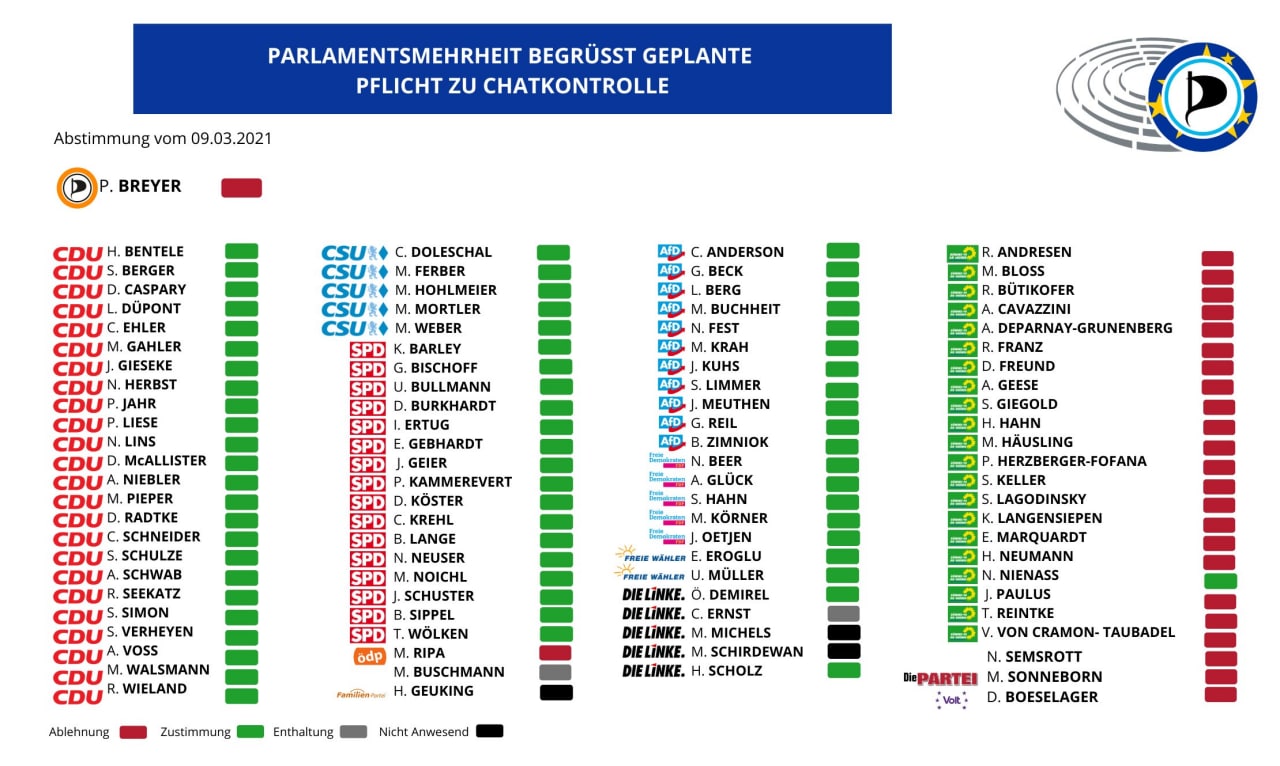 PARLAMENTSMEHRHEIT BEGRÜSST GEPLANTE
PFLICHT ZU CHATKONTROLLE
Abstimmung vom 09.03.2021
P. BREYER
CDU H. BENTELE
CDU S. BERGER
CDU D. CASPARY
CDU L. DÜPONT
CDU C. EHLER
CDU M. GAHLER
CDU J. GIESEKE
CDU N. HERBST
CDU P. JAHR
CDU P. LIESE
CDU N. LINS
CDU D. McALLISTER
CDU A. NIEBLER
CDU M. PIEPER
CDU D. RADTKE
CDU C. SCHNEIDER
CDU S. SCHULZE
CDU A. SCHWAB
CDU R. SEEKATZ
CDU S. SIMON
CDU S. VERHEYEN
CDU A. VOSS
CDU M. WALSMANN
CDU R. WIELAND
CSU C. DOLESCHAL
CSU M. FERBER
CSU M. HOHLMEIER
CSU M. MORTLER
CSU M. WEBER
SPD K. BARLEY
SPD G. BISCHOFF
SPD U. BULLMANN
SPD D. BURKHARDT
SPD I. ERTUG
SPD E. GEBHARDT
SPD J. GEIER
SPD P. KAMMEREVERT
SPD D. KÖSTER
SPD C. KREHL
SPD B. LANGE
SPD N. NEUSER
SPD M. NOICHL
SPD J. SCHUSTER
SPD B. SIPPEL
SPD T. WÖLKEN
ödp M. RIPA
M. BUSCHMANN
Familien-Partei H. GEUKING
AfD C. ANDERSON
AfD G. BECK
AfD L. BERG
AfD M. BUCHHEIT
AfD N. FEST
AfD M. KRAH
AfD J. KUHS
AfD S. LIMMER
AfD J. MEUTHEN
AfD G. REIL
AfD B. ZIMNIOK
Freie Demokraten FDP N. BEER
Freie Demokraten FDP A. GLÜCK
Freie Demokraten FDP S. HAHN
Freie Demokraten FDP M. KÖRNER
Freie Demokraten FDP J. OETJEN
FREIE WÄHLER E. EROGLU
FREIE WÄHLER U. MÜLLER
DIE LINKE. Ö. DEMIREL
DIE LINKE. C. ERNST
DIE LINKE. M. MICHELS
DIE LINKE. M. SCHIRDEWAN
DIE LINKE. H. SCHOLZ
R. ANDRESEN
M. BLOSS
R. BÜTIKOFER
A. CAVAZZINI
A. DEPARNAY-GRUNENBERG
R. FRANZ
D. FREUND
A. GEESE
S. GIEGOLD
H. HAHN
M. HÄUSLING
P. HERZBERGER-FOFANA
S. KELLER
S. LAGODINSKY
K. LANGENSIEPEN
E. MARQUARDT
H. NEUMANN
N. NIENASS
J. PAULUS
T. REINTKE
V. VON CRAMON- TAUBADEL
N. SEMSROTT
Die PARTEI M. SONNEBORN
Volt D. BOESELAGER
Ablehnung Zustimmung Enthaltung Nicht Anwesend